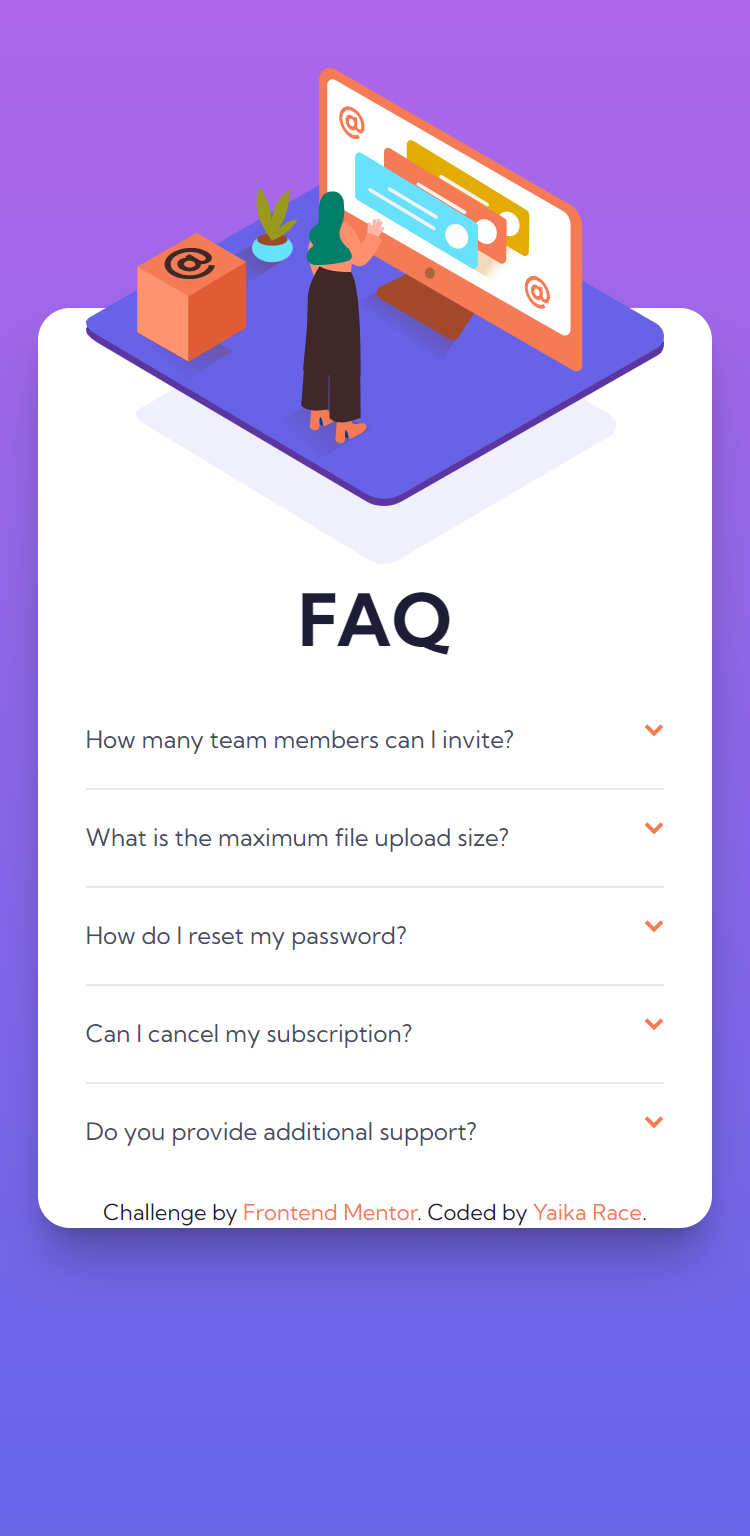 @
@
@
FAQ
How many team members can I invite?
What is the maximum file upload size?
How do I reset my password?
Can I cancel my subscription?
Do you provide additional support?
Challenge by Frontend Mentor. Coded by Yaika Race.